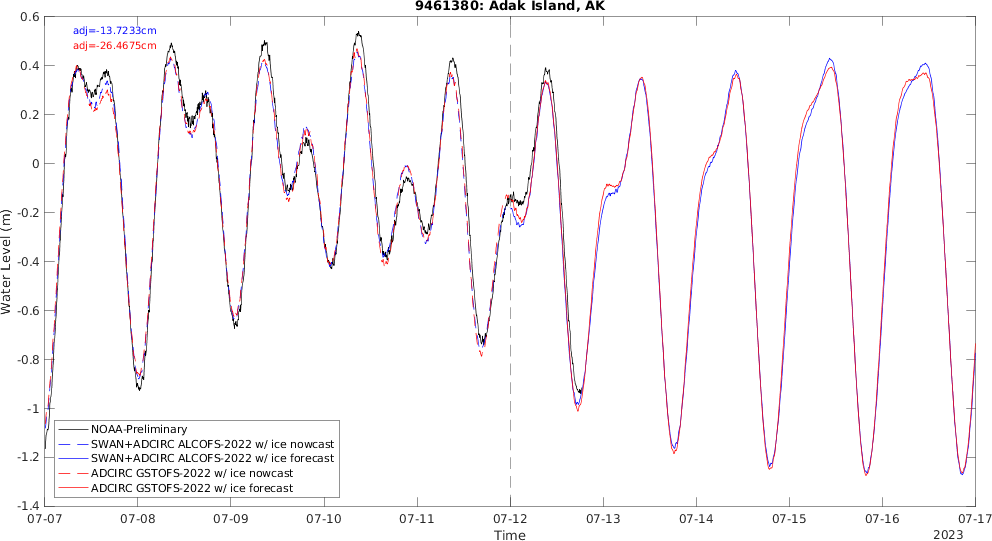 9461380: Adak Island, AK
adj=-13.7233cm
adj=-26.4675cm
0.6
0.4
0.2
0
-0.2
-0.4
-0.6
-0.8
-1
-1.2
-1.4
Water Level (m)
NOAA-Preliminary
SWAN+ADCIRC ALCOFS-2022 w/ ice nowcast
SWAN+ADCIRC ALCOFS-2022 w/ ice forecast
ADCIRC GSTOFS-2022 w/ ice nowcast
ADCIRC GSTOFS-2022 w/ ice forecast
07-07 07-08 07-09 07-10 07-11 07-12 07-13 07-14 07-15 07-16 07-17
Time
2023